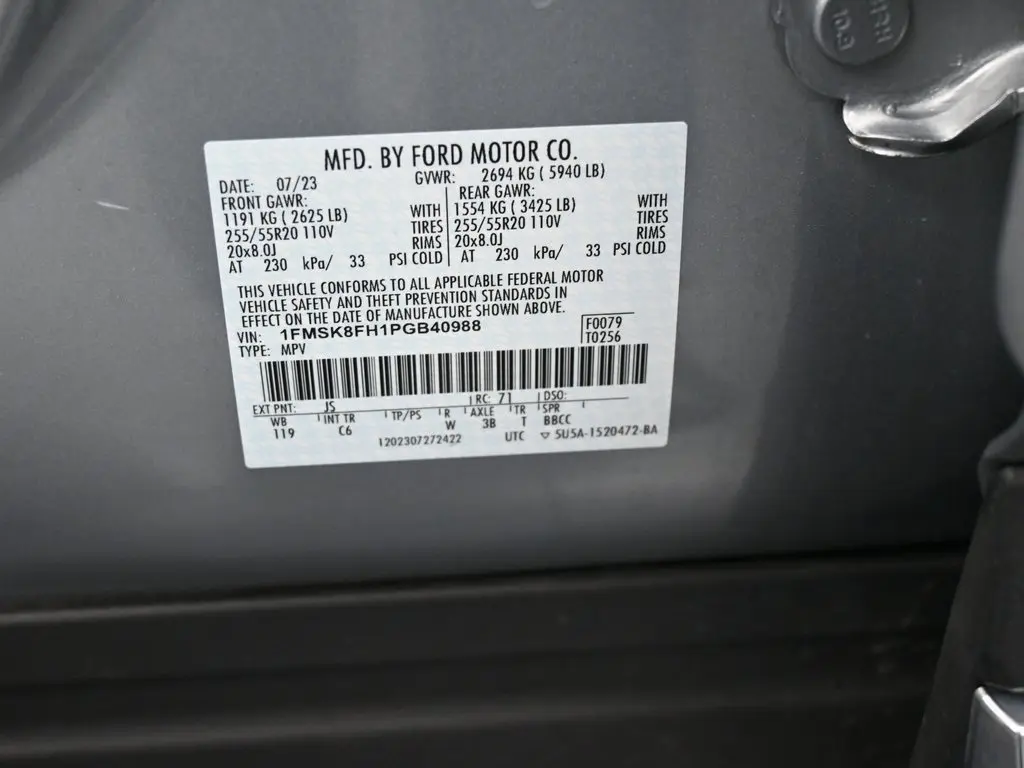 HRH
10.9
MFD. BY FORD MOTOR CO.
DATE: 07/23 GVWR: 2694 KG ( 5940 LB)
FRONT GAWR: REAR GAWR:
1191 KG ( 2625 LB) WITH 1554 KG ( 3425 LB) WITH
255/55R20 110V TIRES 255/55R20 110V TIRES
20x8.0J RIMS 20x8.0J RIMS
AT 230 kPa/ 33 PSI COLD AT 230 kPa/ 33 PSI COLD
THIS VEHICLE CONFORMS TO ALL APPLICABLE FEDERAL MOTOR
VEHICLE SAFETY AND THEFT PREVENTION STANDARDS IN
EFFECT ON THE DATE OF MANUFACTURE SHOWN ABOVE.
VIN: 1FMSK8FH1PGB40988 F0079
TYPE: MPV T0256
EXT PNT: JS RC: 71 DSO:
WB INT TR TP/PS R AXLE TR SPR
119 C6 W 3B T BBCC
1202307272422 UTC ▽ 5U5A-1520472-BA